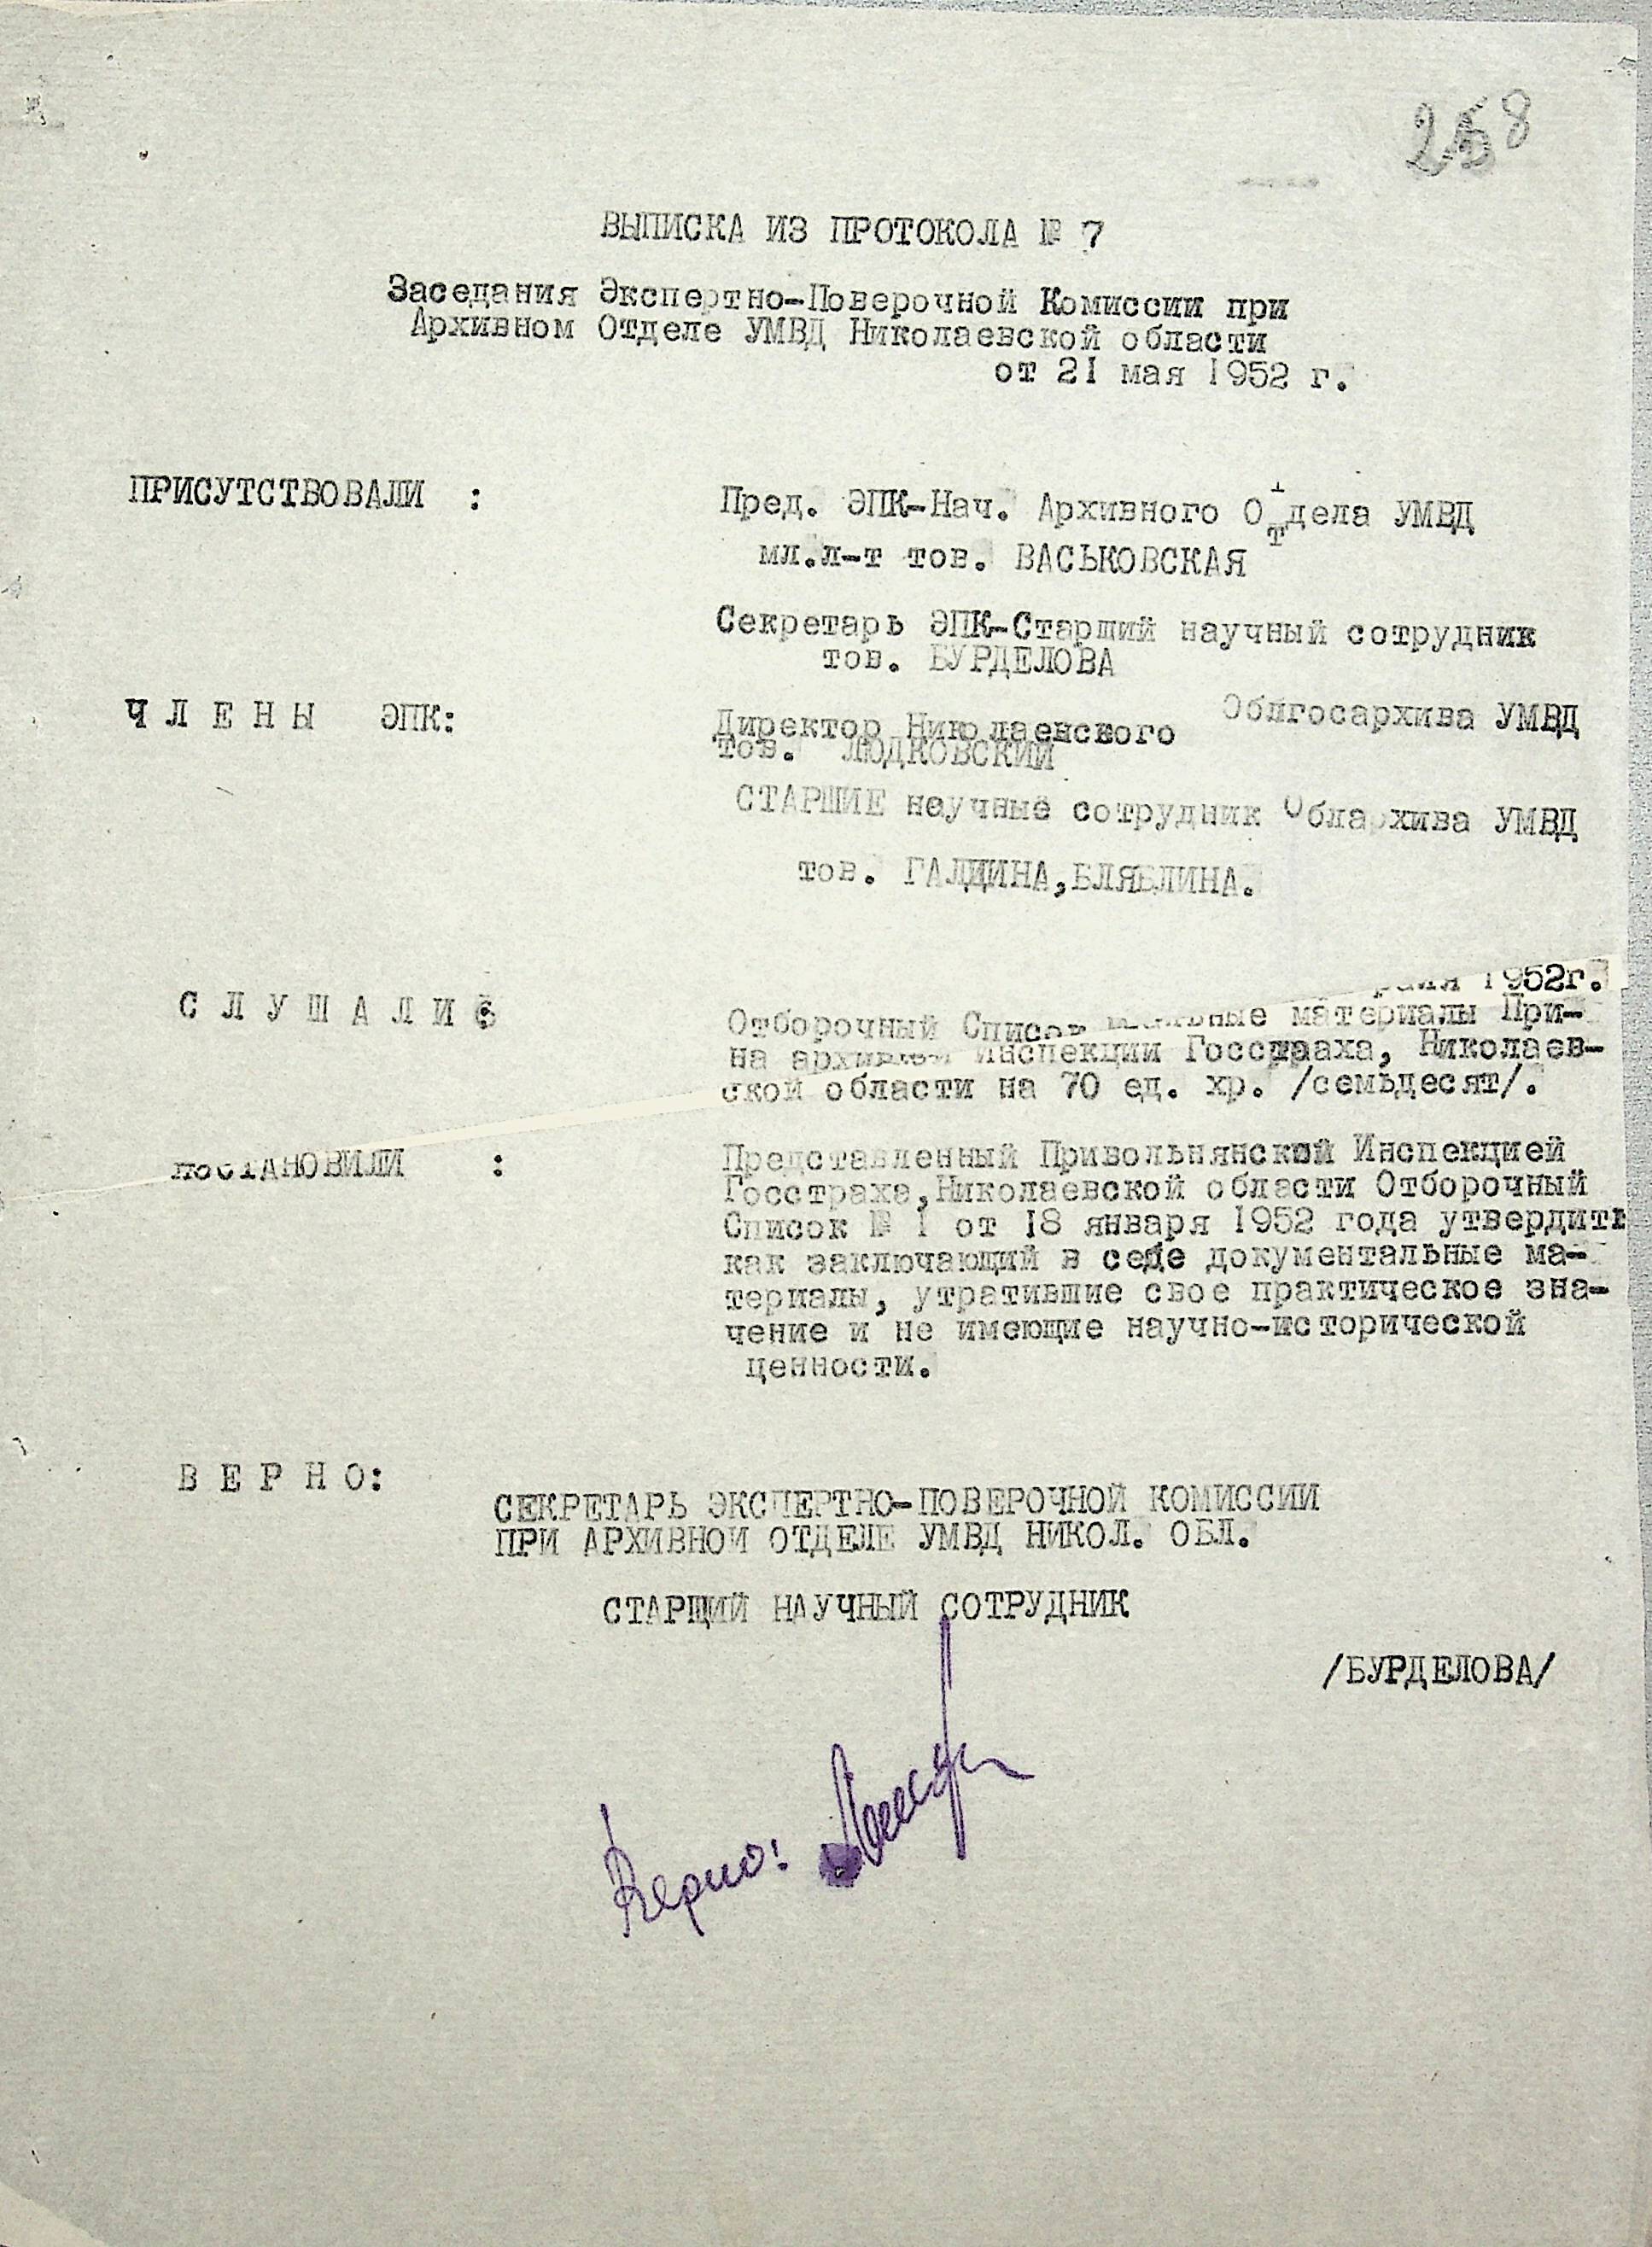 258
ВЫПИСКА ИЗ ПРОТОКОЛА № 7
Заседания Экспертно-Поверочной Комиссии при
Архивном Отделе УМВД Николаевской области
от 21 мая 1952 г.
ПРИСУТСТВОВАЛИ : Пред. ЭПК-Нач. Архивного Отдела УМВД
мл.л-т тов. ВАСЬКОВСКАЯ
Секретарь ЭПК-Старший научный сотрудник
тов. БУРДЕЛОВА
ЧЛЕНЫ ЭПК: Директор Николаевского Облгосархива УМВД
тов. ЛЮДКОВСКИЙ
СТАРШИЕ научные сотрудник Облархива УМВД
тов. ГАЛДИНА,БЛЯБЛИНА.
1952г.
СЛУШАЛИ: Отборочный материалы При-
на Инспекции Госстраха, Николаев-
ской области на 70 ед. хр. /семьдесят/.
ПОСТАНОВИЛИ : Представленный Привольнянской Инспекцией
Госстраха,Николаевской области Отборочный
Список № 1 от 18 января 1952 года утвердить
как заключающий в себе документальные ма-
териалы, утратившие свое практическое зна-
чение и не имеющие научно-исторической
ценности.
ВЕРНО:
СЕКРЕТАРЬ ЭКСПЕРТНО-ПОВЕРОЧНОЙ КОМИССИИ
ПРИ АРХИВНОМ ОТДЕЛЕ УМВД НИКОЛ. ОБЛ.
СТАРЩИЙ НАУЧНЫЙ СОТРУДНИК
/БУРДЕЛОВА/
Верно: